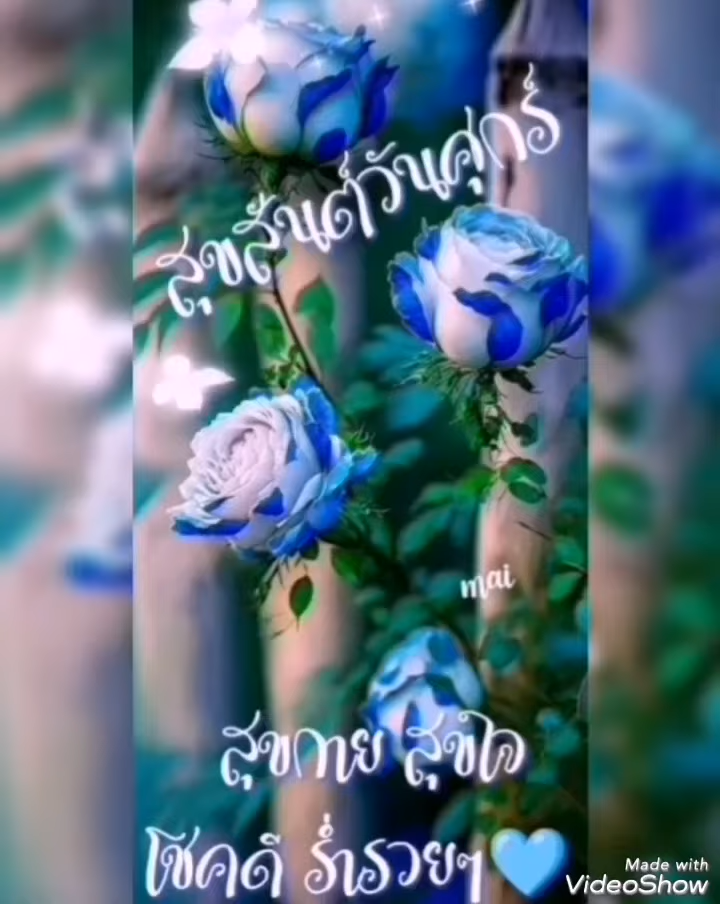 สุขสันต์วันศุกร์
mai
สุขกาย สุขใจ
โชคดี ร่ำรวยๆ
Made with
VideoShow